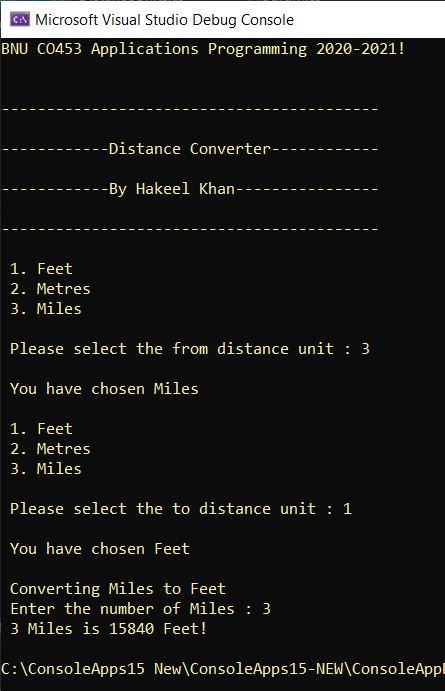 Microsoft Visual Studio Debug Console
BNU CO453 Applications Programming 2020-2021!
------------------------------------------
------------Distance Converter------------
------------By Hakeel Khan----------------
------------------------------------------
1. Feet
2. Metres
3. Miles
Please select the from distance unit : 3
You have chosen Miles
1. Feet
2. Metres
3. Miles
Please select the to distance unit : 1
You have chosen Feet
Converting Miles to Feet
Enter the number of Miles : 3
3 Miles is 15840 Feet!
C:\ConsoleApps15 New\ConsoleApps15-NEW\ConsoleApp